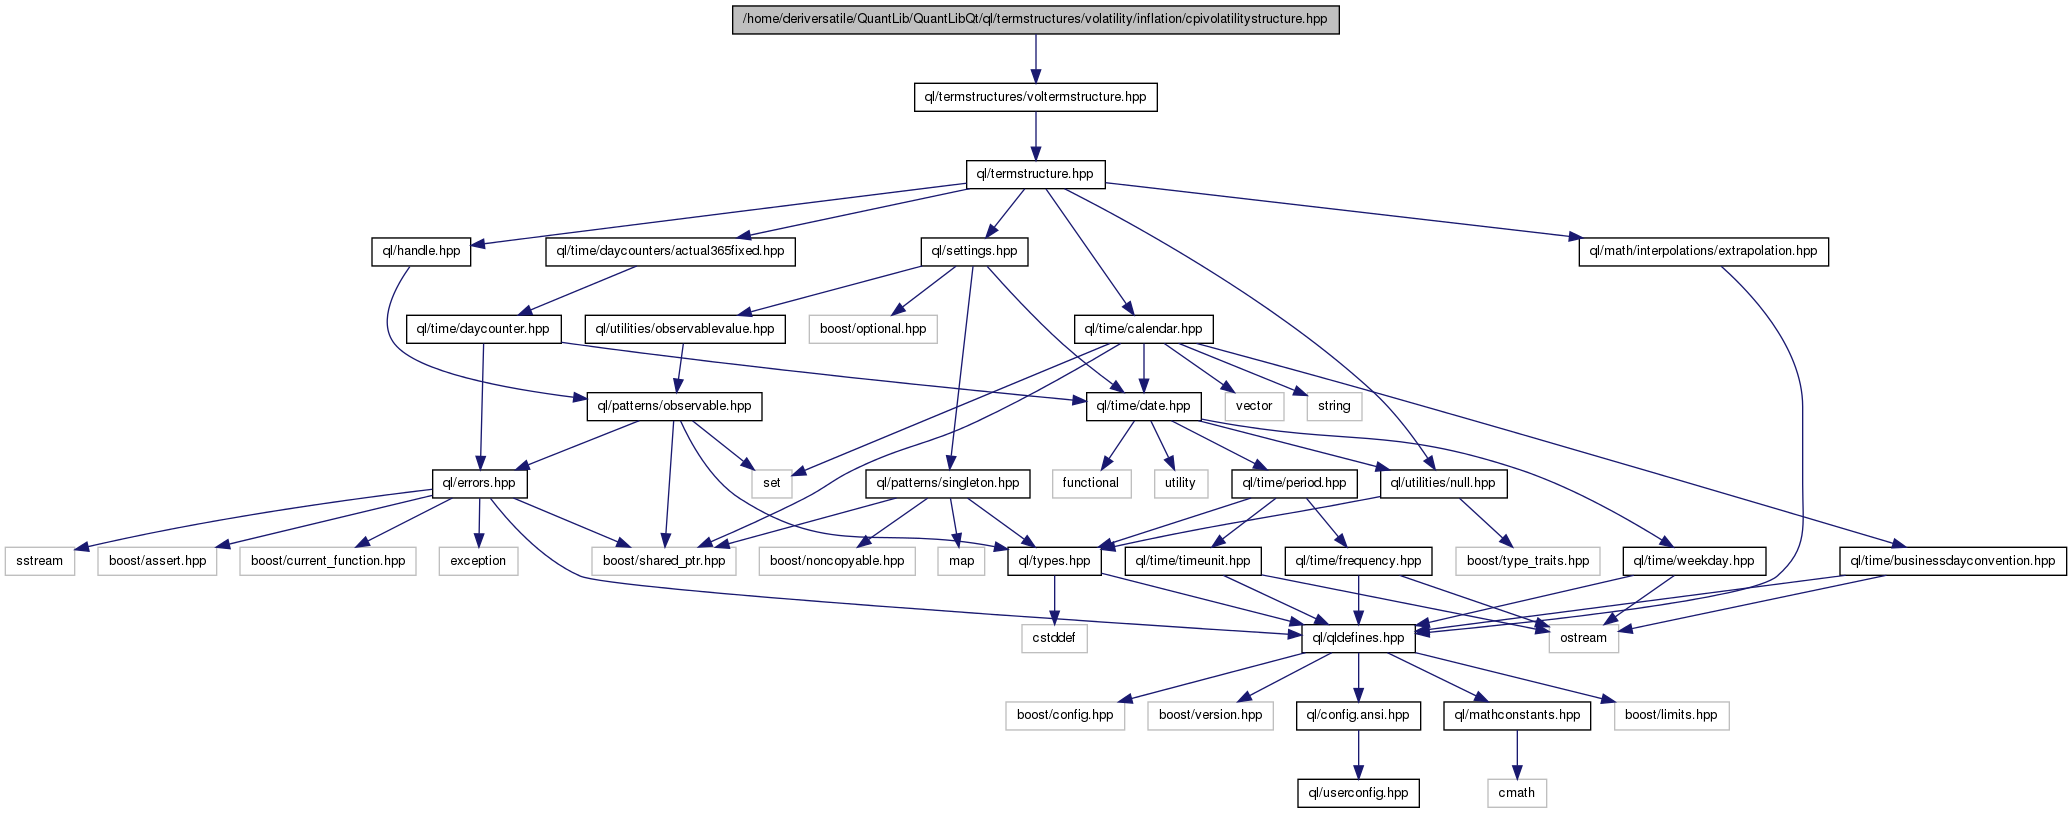 /home/deriversatile/QuantLib/QuantLibQt/ql/termstructures/volatility/inflation/cpivolatilitystructure.hpp
ql/termstructures/voltermstructure.hpp
ql/termstructure.hpp
ql/handle.hpp
ql/time/daycounters/actual365fixed.hpp
ql/settings.hpp
ql/math/interpolations/extrapolation.hpp
ql/time/daycounter.hpp
ql/utilities/observablevalue.hpp
boost/optional.hpp
ql/time/calendar.hpp
ql/patterns/observable.hpp
ql/time/date.hpp
vector
string
ql/errors.hpp
set
ql/patterns/singleton.hpp
functional
utility
ql/time/period.hpp
ql/utilities/null.hpp
sstream
boost/assert.hpp
boost/current_function.hpp
exception
boost/shared_ptr.hpp
boost/noncopyable.hpp
map
ql/types.hpp
ql/time/timeunit.hpp
ql/time/frequency.hpp
boost/type_traits.hpp
ql/time/weekday.hpp
ql/time/businessdayconvention.hpp
cstddef
ql/qldefines.hpp
ostream
boost/config.hpp
boost/version.hpp
ql/config.ansi.hpp
ql/mathconstants.hpp
boost/limits.hpp
ql/userconfig.hpp
cmath